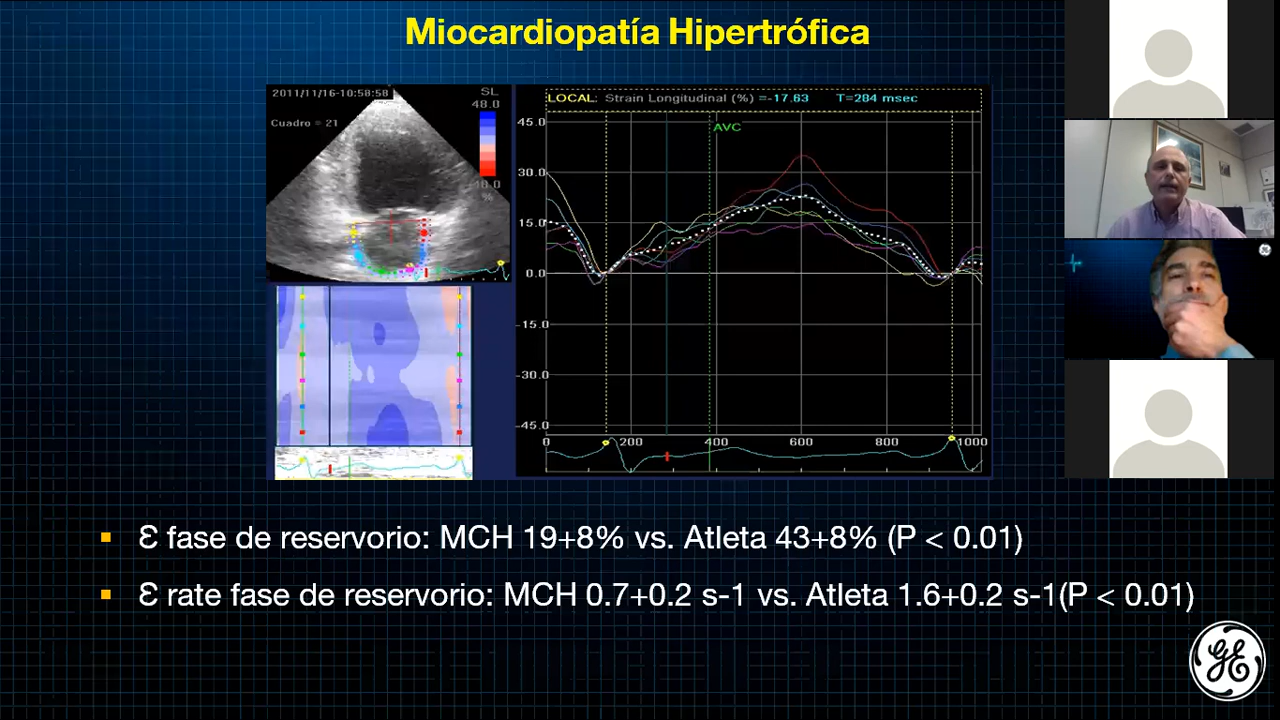 Miocardiopatía Hipertrófica
2011/11/16-10:58:58
SL
48.0
Cuadro = 21
%
LOCAL: Strain Longitudinal (%) =-17.63 T=284 msec
AVC
45.0
30.0
15.0
0.0
-15.0
-30.0
-45.0
0 200 400 600 800 1000
Ɛ fase de reservorio: MCH 19+8% vs. Atleta 43+8% (P < 0.01)
Ɛ rate fase de reservorio: MCH 0.7+0.2 s-1 vs. Atleta 1.6+0.2 s-1(P < 0.01)
GE